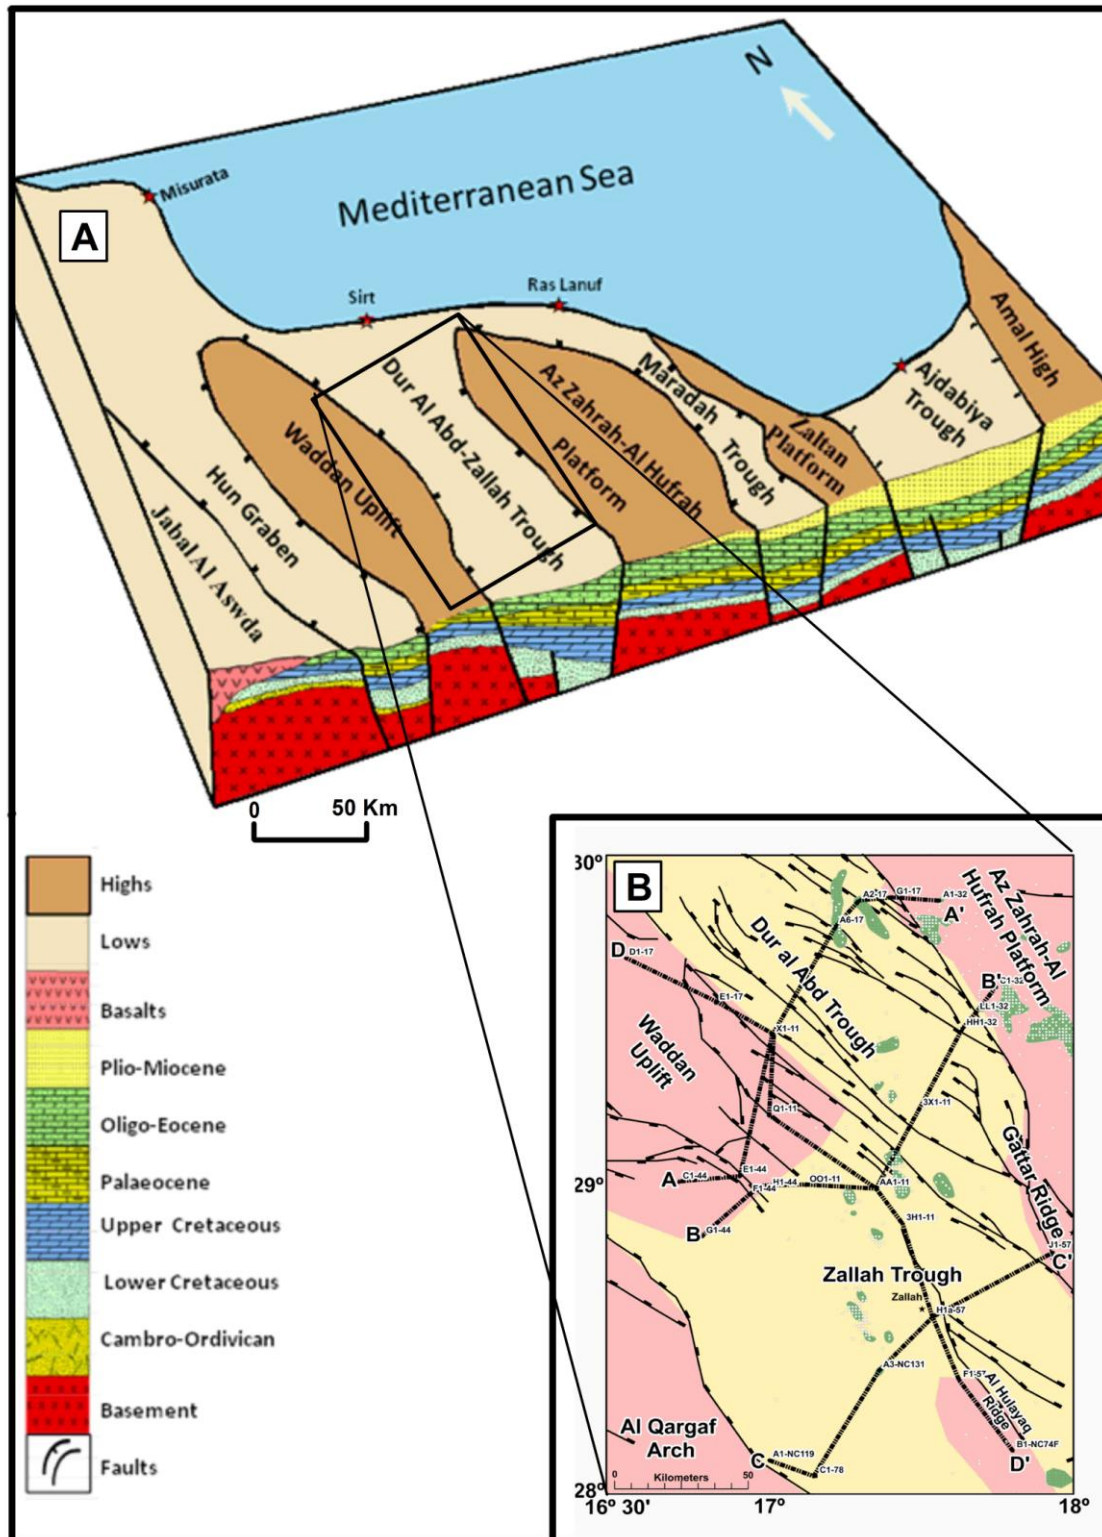 N
Misurata
Mediterranean Sea
A
Sirt
Ras Lanuf
Amal High
Ajdabiya
Trough
Maradah
Trough
Zaltan
Platform
Az Zahrah-Al Hufrah
Platform
Dur Al Abd-Zallah Trough
Waddan Uplift
Hun Graben
Jabal Al Aswda
0 50 Km
Highs
Lows
Basalts
Plio-Miocene
Oligo-Eocene
Palaeocene
Upper Cretaceous
Lower Cretaceous
Cambro-Ordivican
Basement
Faults
30º
B
A2-17
G1-17
A1-32
A'
A6-17
Az Zahrah-Al
Hufrah Platform
D
D1-17
Dur al Abd Trough
B'
C1-32
LL1-32
HH1-32
E1-17
X1-11
Waddan
Uplift
3X1-11
Q1-11
Gattar Ridge
29º
A
C1-44
E1-44
F1-44
H1-44
OO1-11
AA1-11
B
G1-44
3H1-11
J1-57
C'
Zallah Trough
Zallah
H1a-57
A3-NC131
F1-57
Al Hulayaq
Ridge
Al Qargaf
Arch
B1-NC74F
D'
C
A1-NC119
C1-78
0 Kilometers 50
28º
16º 30' 17º 18º